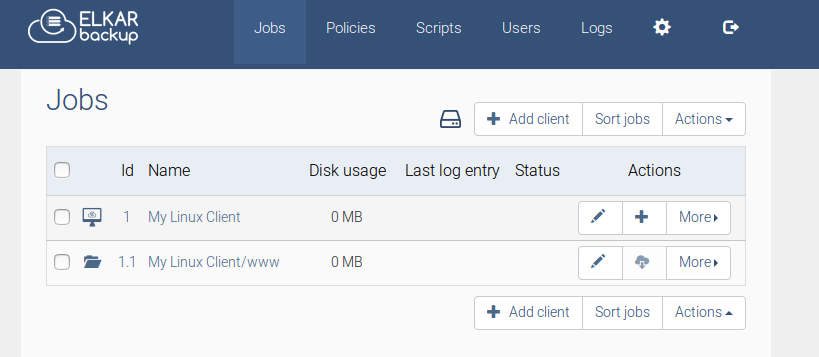 ELKAR
backup
Jobs Policies Scripts Users Logs
Jobs
Add client Sort jobs Actions
Id Name Disk usage Last log entry Status Actions
1 My Linux Client 0 MB More
1.1 My Linux Client/www 0 MB More
Add client Sort jobs Actions